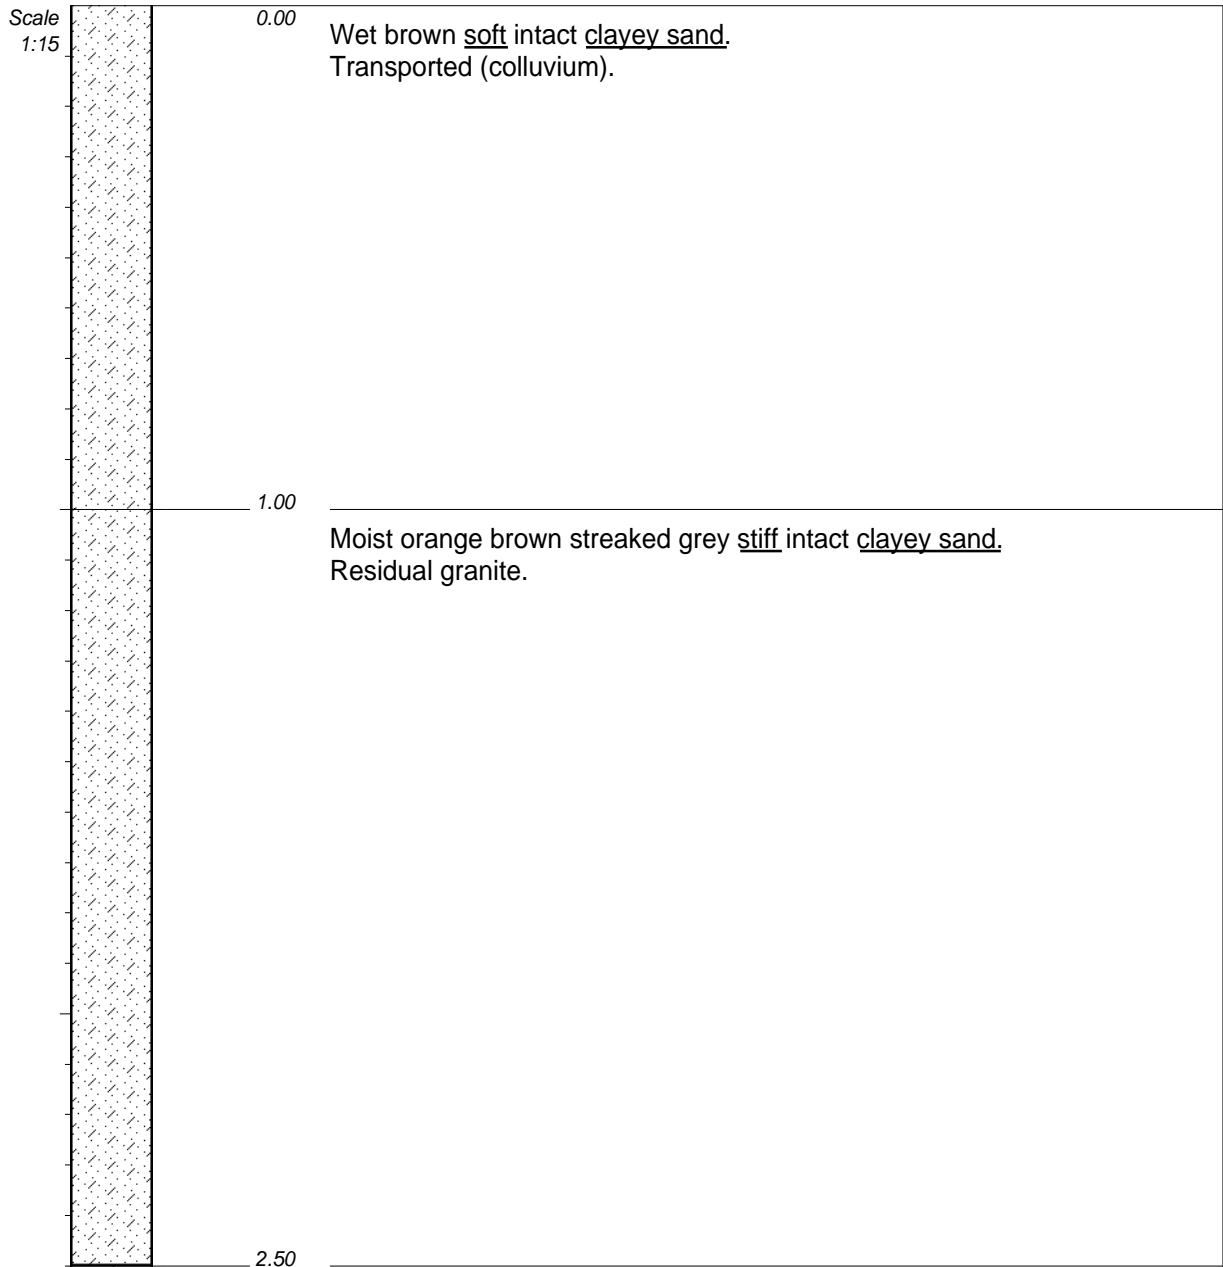 Scale
1:15
0.00
Wet brown soft intact clayey sand.
Transported (colluvium).
1.00
Moist orange brown streaked grey stiff intact clayey sand.
Residual granite.
2.50